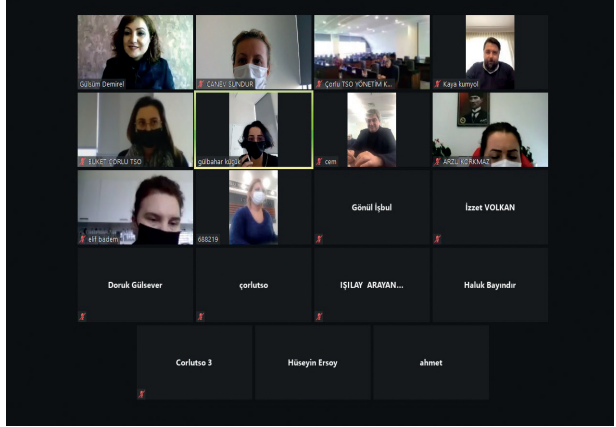 Gülsüm Demirel
CANEV SUNDUR
Çorlu TSO YÖNETİM K...
Kaya kumyol
BUKET ÇORLU TSO
gülbahar küçük
cem
ARZU KORKMAZ
elif badem
668219
Gönül İşbul
İzzet VOLKAN
Doruk Gülsever
çorlutso
IŞILAY ARAYAN...
Haluk Bayındır
Corlutso 3
Hüseyin Ersoy
ahmet